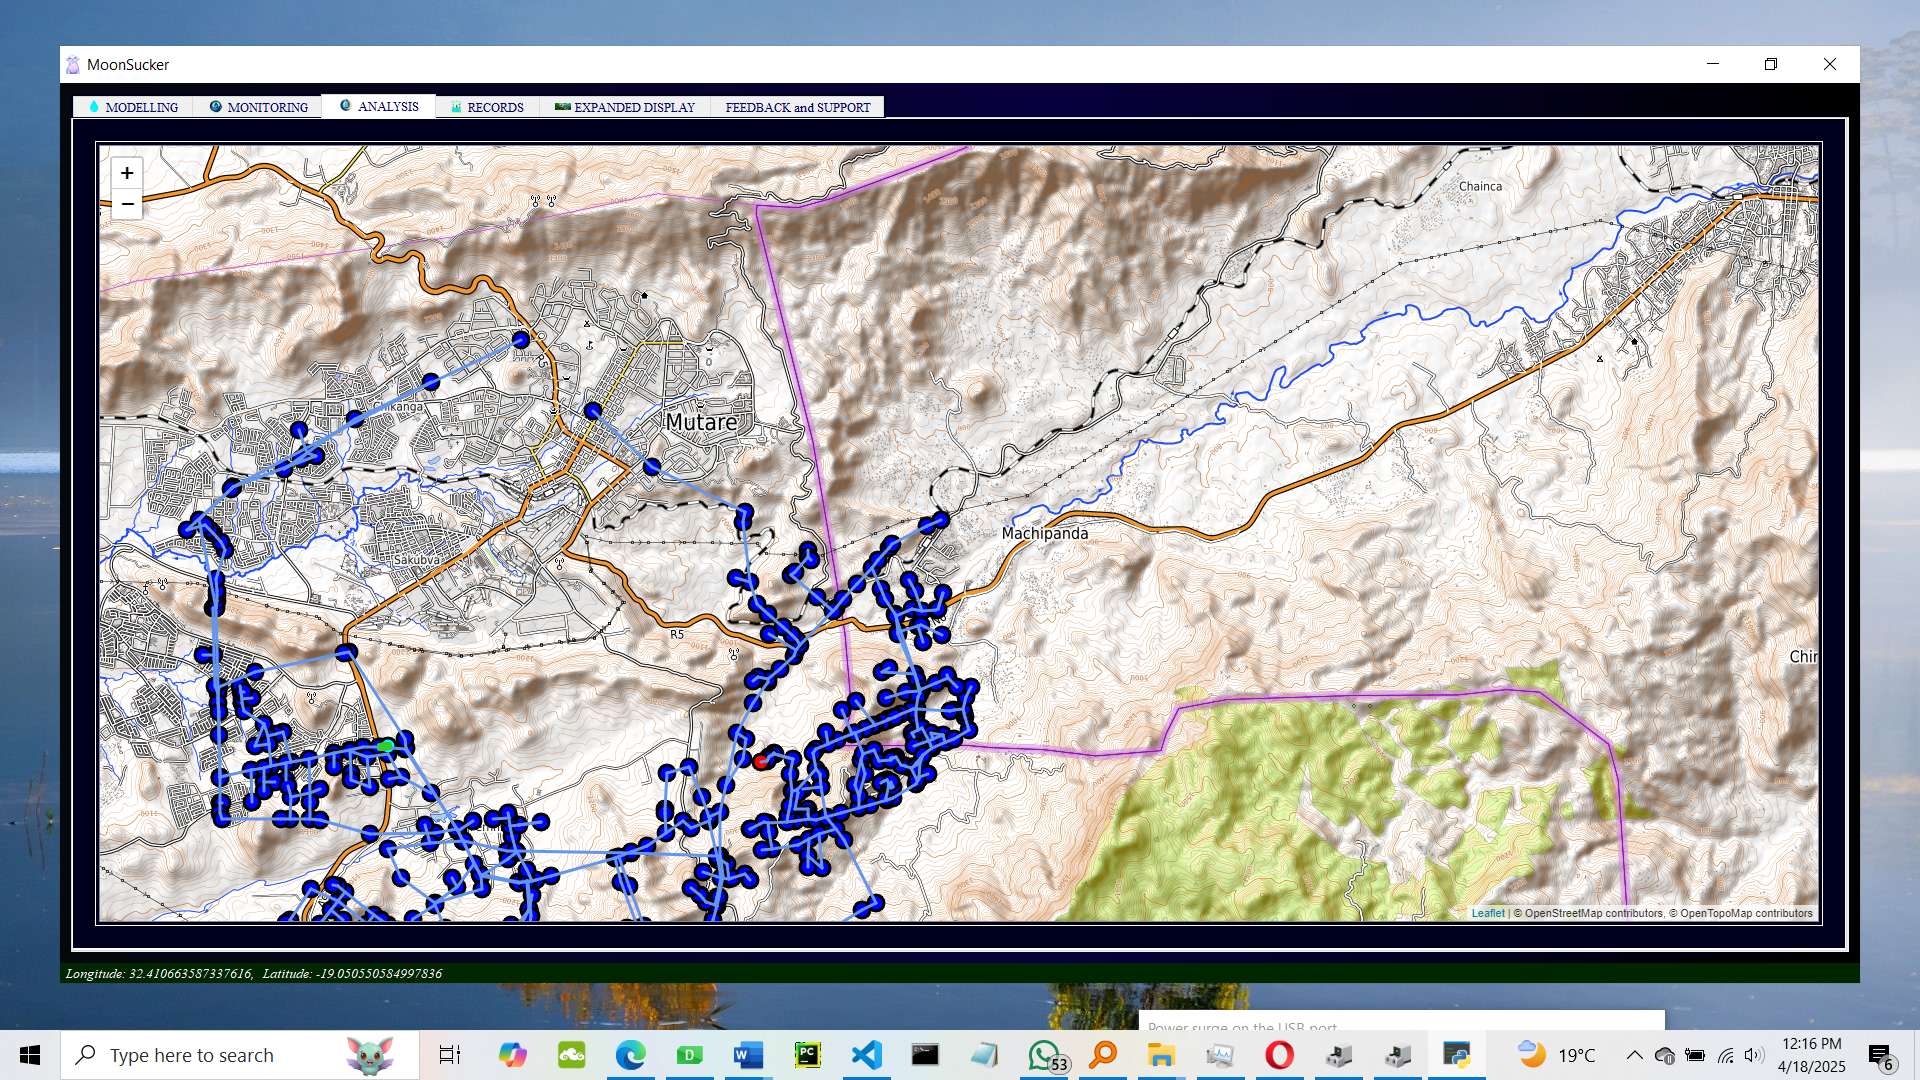 MoonSucker
MODELLING
MONITORING
ANALYSIS
RECORDS
EXPANDED DISPLAY
FEEDBACK and SUPPORT
+
−
Chainca
Mutare
Sakubva
Machipanda
R5
Chir
Leaflet | © OpenStreetMap contributors, © OpenTopoMap contributors
Longitude: 32.410663587337616, Latitude: -19.050550584997836
Power surge on the USB port
Type here to search
53
19°C
12:16 PM
4/18/2025
6